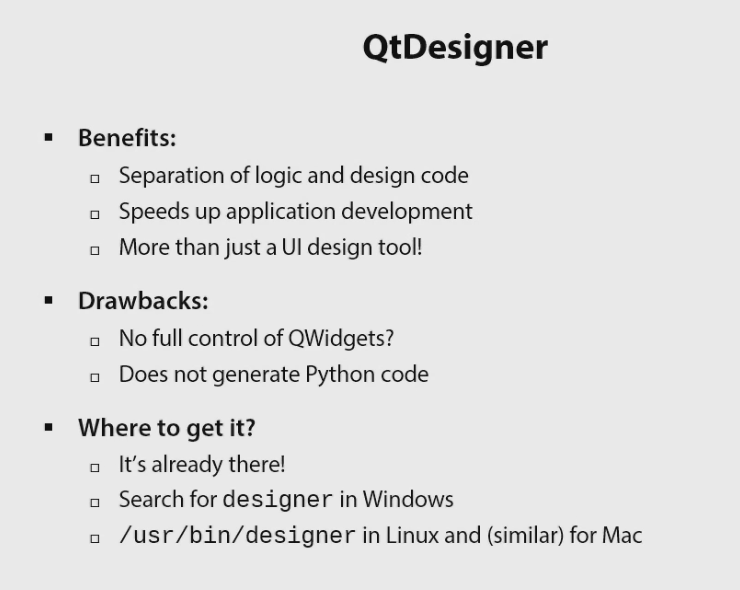 QtDesigner
▪ Benefits:
▫ Separation of logic and design code
▫ Speeds up application development
▫ More than just a UI design tool!
▪ Drawbacks:
▫ No full control of QWidgets?
▫ Does not generate Python code
▪ Where to get it?
▫ It's already there!
▫ Search for designer in Windows
▫ /usr/bin/designer in Linux and (similar) for Mac